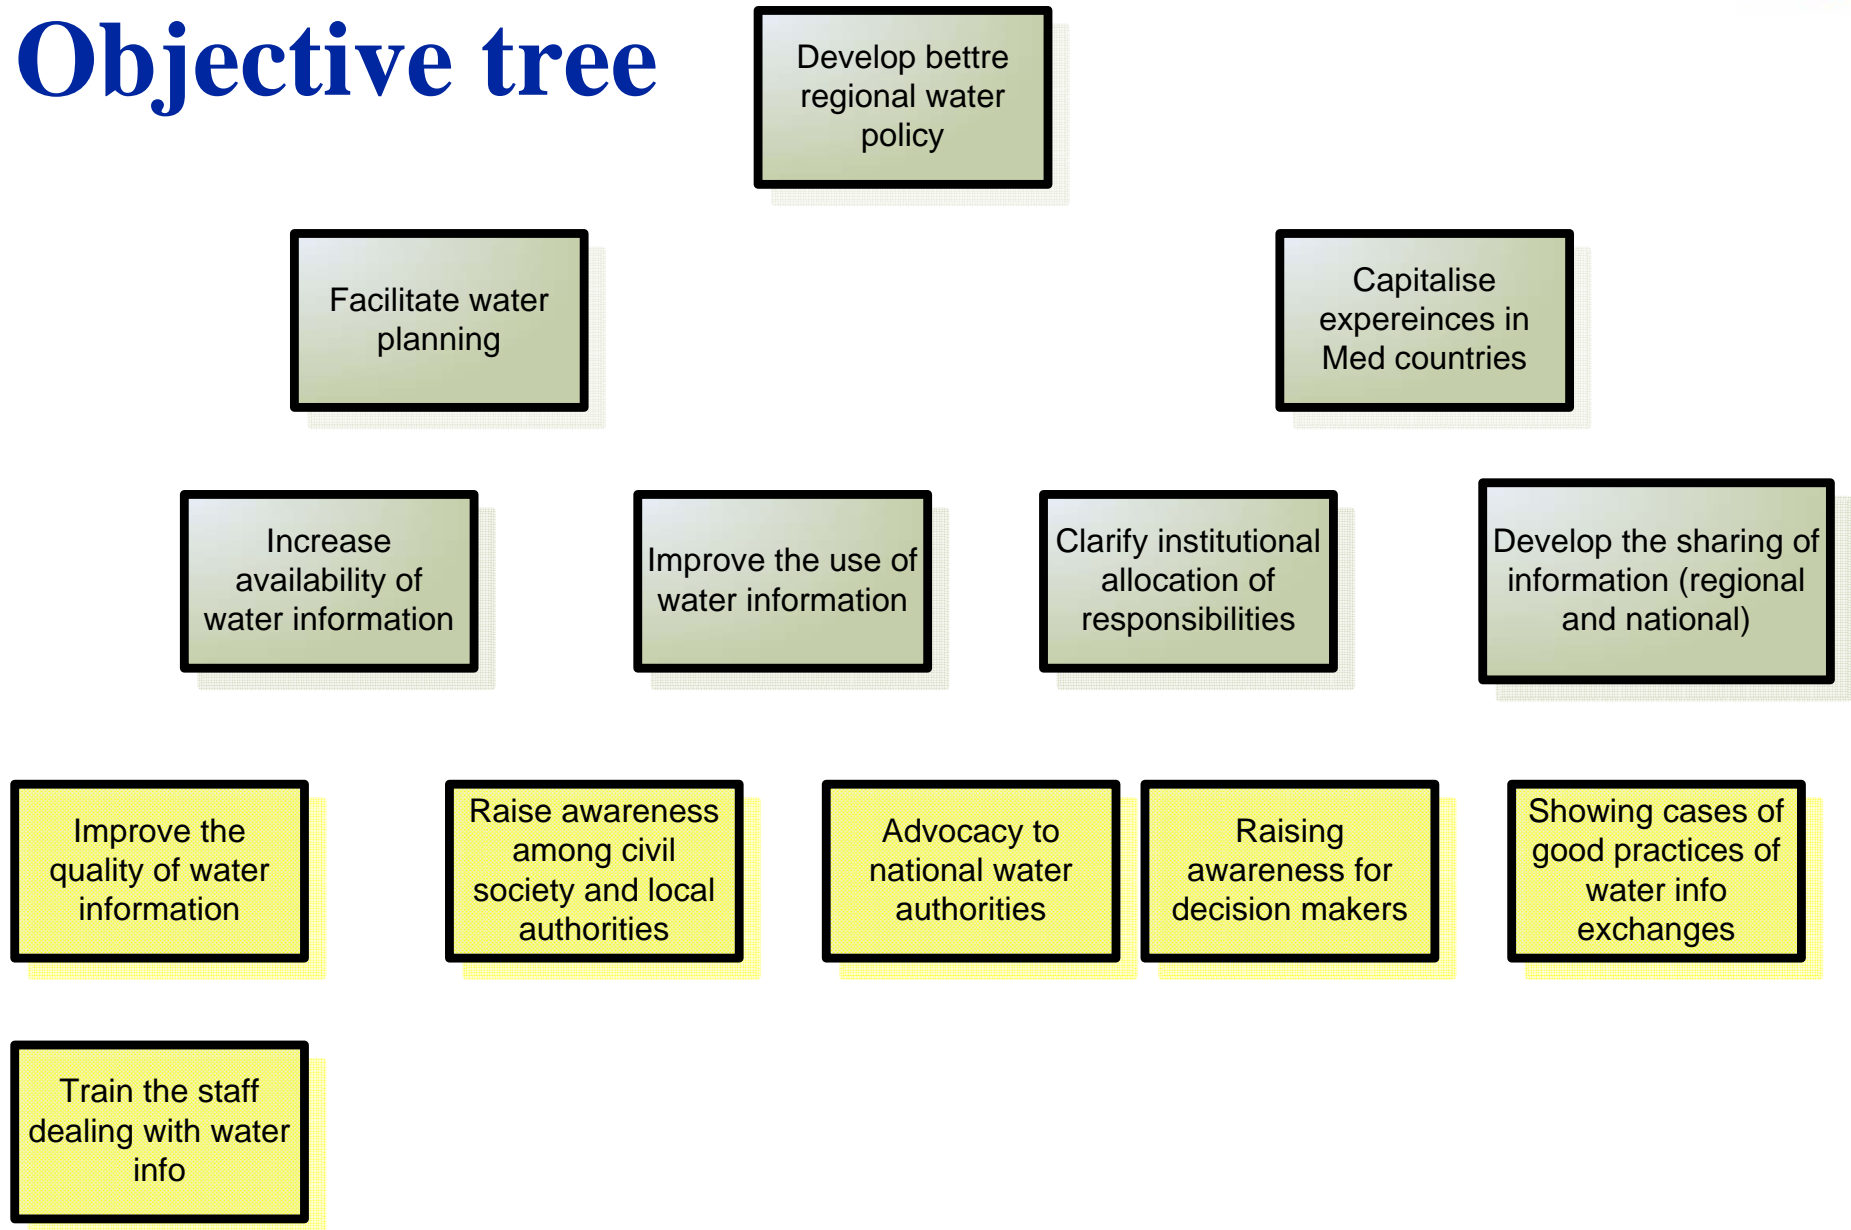 Objective tree
Develop bettre
regional water
policy
Facilitate water
planning
Capitalise
expereinces in
Med countries
Increase
availability of
water information
Improve the use of
water information
Clarify institutional
allocation of
responsibilities
Develop the sharing of
information (regional
and national)
Improve the
quality of water
information
Raise awareness
among civil
society and local
authorities
Advocacy to
national water
authorities
Raising
awareness for
decision makers
Showing cases of
good practices of
water info
exchanges
Train the staff
dealing with water
info